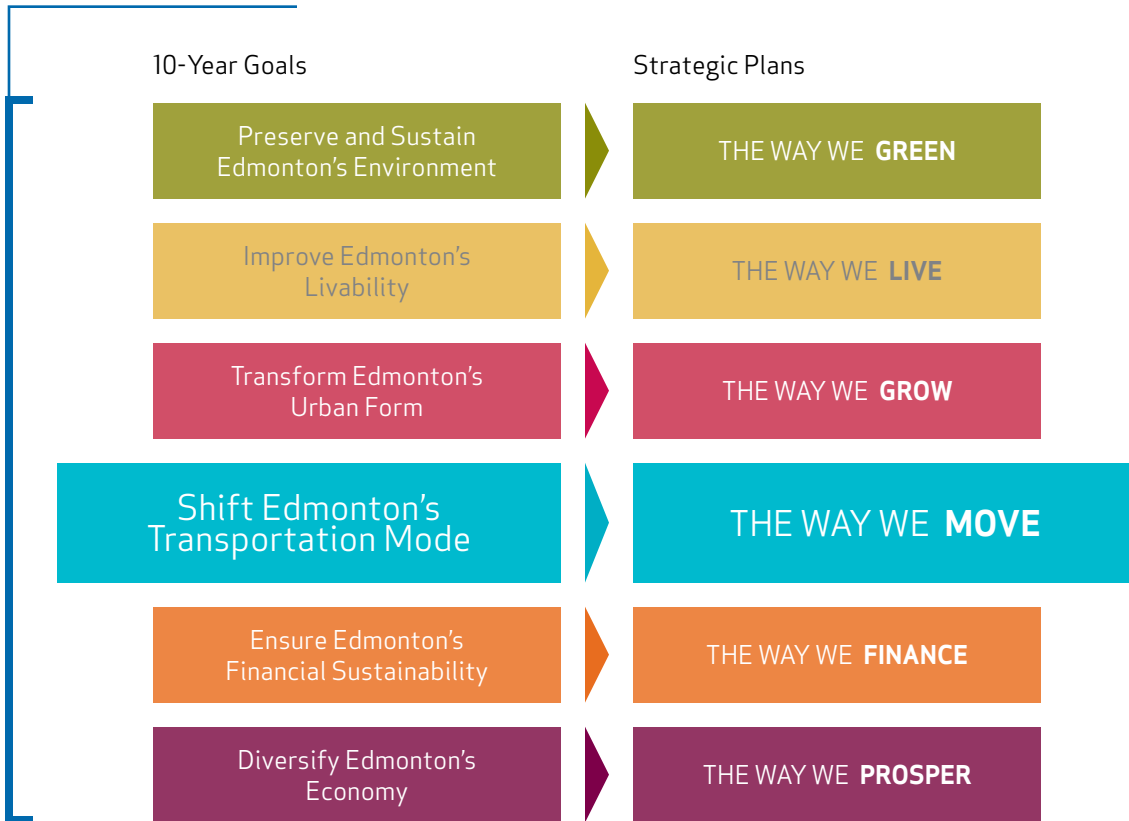 10-Year Goals
Strategic Plans
Preserve and Sustain
Edmonton’s Environment
THE WAY WE GREEN
Improve Edmonton’s
Livability
THE WAY WE LIVE
Transform Edmonton’s
Urban Form
THE WAY WE GROW
Shift Edmonton’s
Transportation Mode
THE WAY WE MOVE
Ensure Edmonton’s
Financial Sustainability
THE WAY WE FINANCE
Diversify Edmonton’s
Economy
THE WAY WE PROSPER